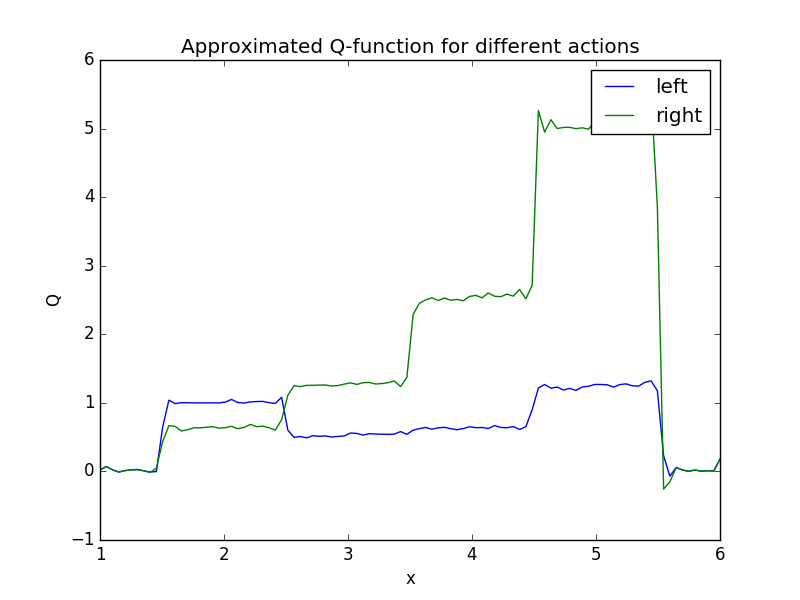 Approximated Q-function for different actions
left
right
6
5
4
3
2
1
0
−1
Q
1 2 3 4 5 6
x